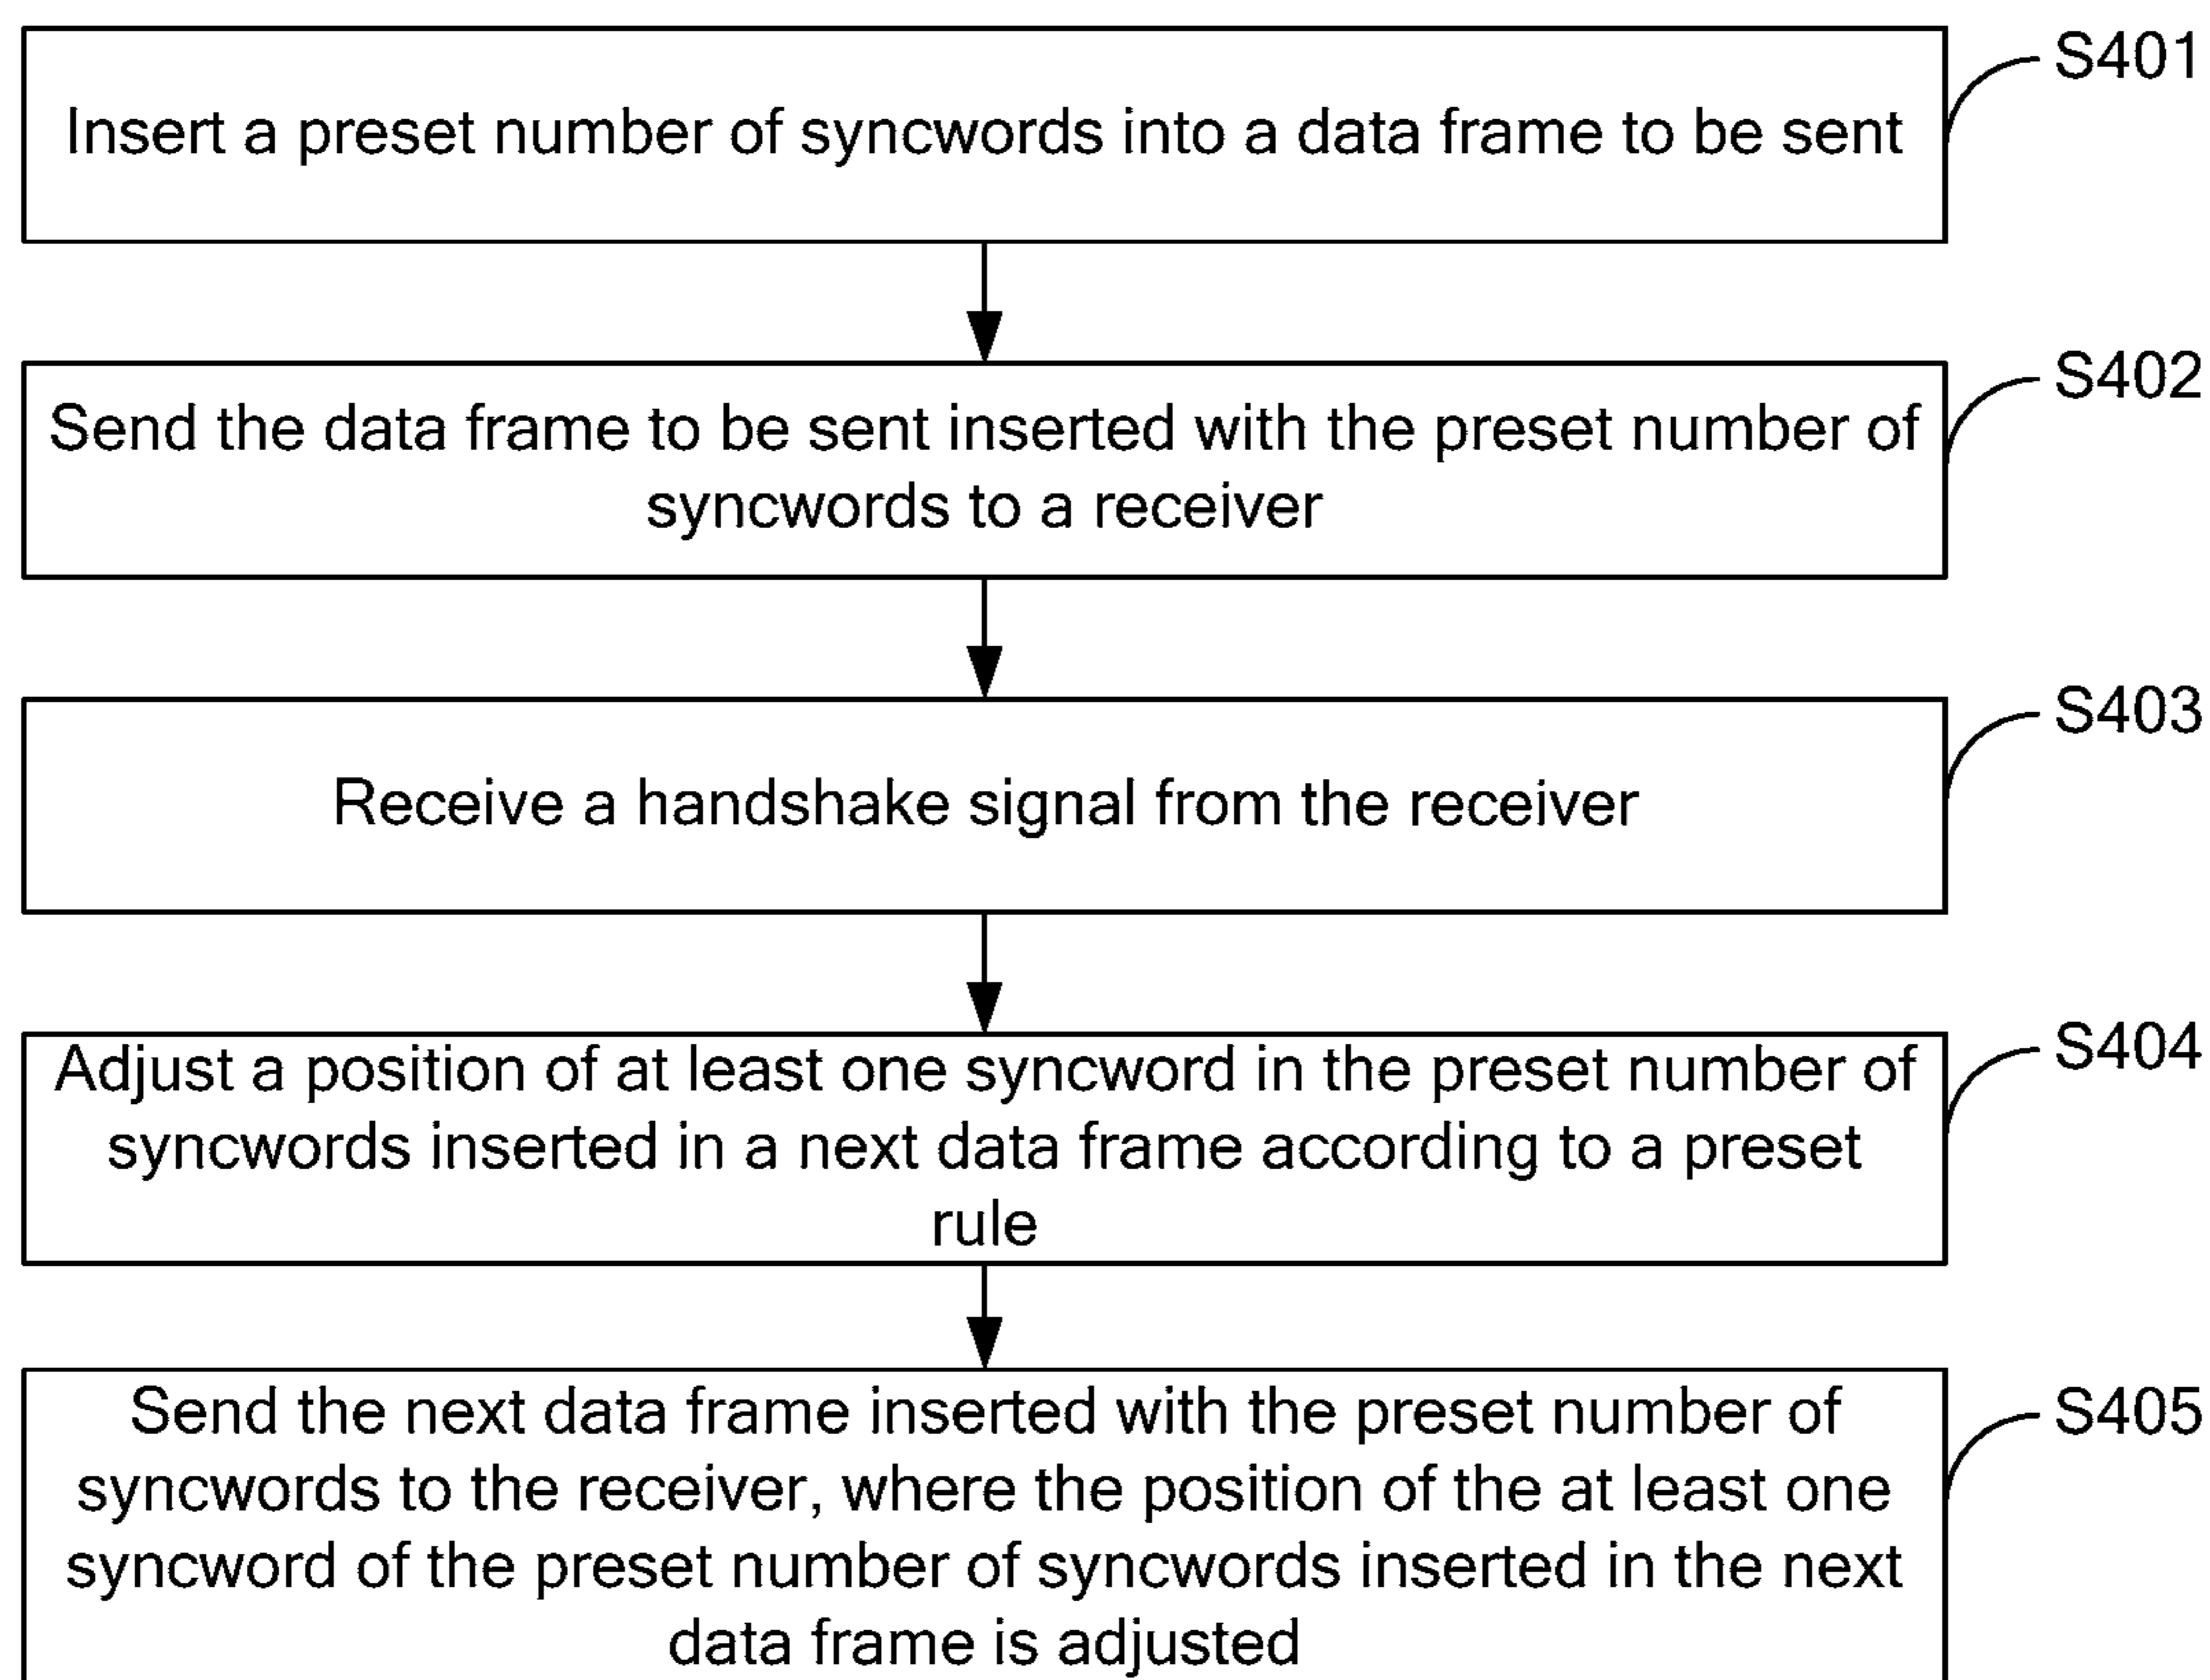 S401
Insert a preset number of syncwords into a data frame to be sent
S402
Send the data frame to be sent inserted with the preset number of
syncwords to a receiver
S403
Receive a handshake signal from the receiver
S404
Adjust a position of at least one syncword in the preset number of
syncwords inserted in a next data frame according to a preset
rule
S405
Send the next data frame inserted with the preset number of
syncwords to the receiver, where the position of the at least one
syncword of the preset number of syncwords inserted in the next
data frame is adjusted